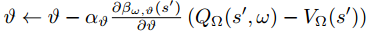 ϑ ← ϑ − α_ϑ ∂β_{ω,ϑ}(s′)/∂ϑ (Q_Ω(s′, ω) − V_Ω(s′))